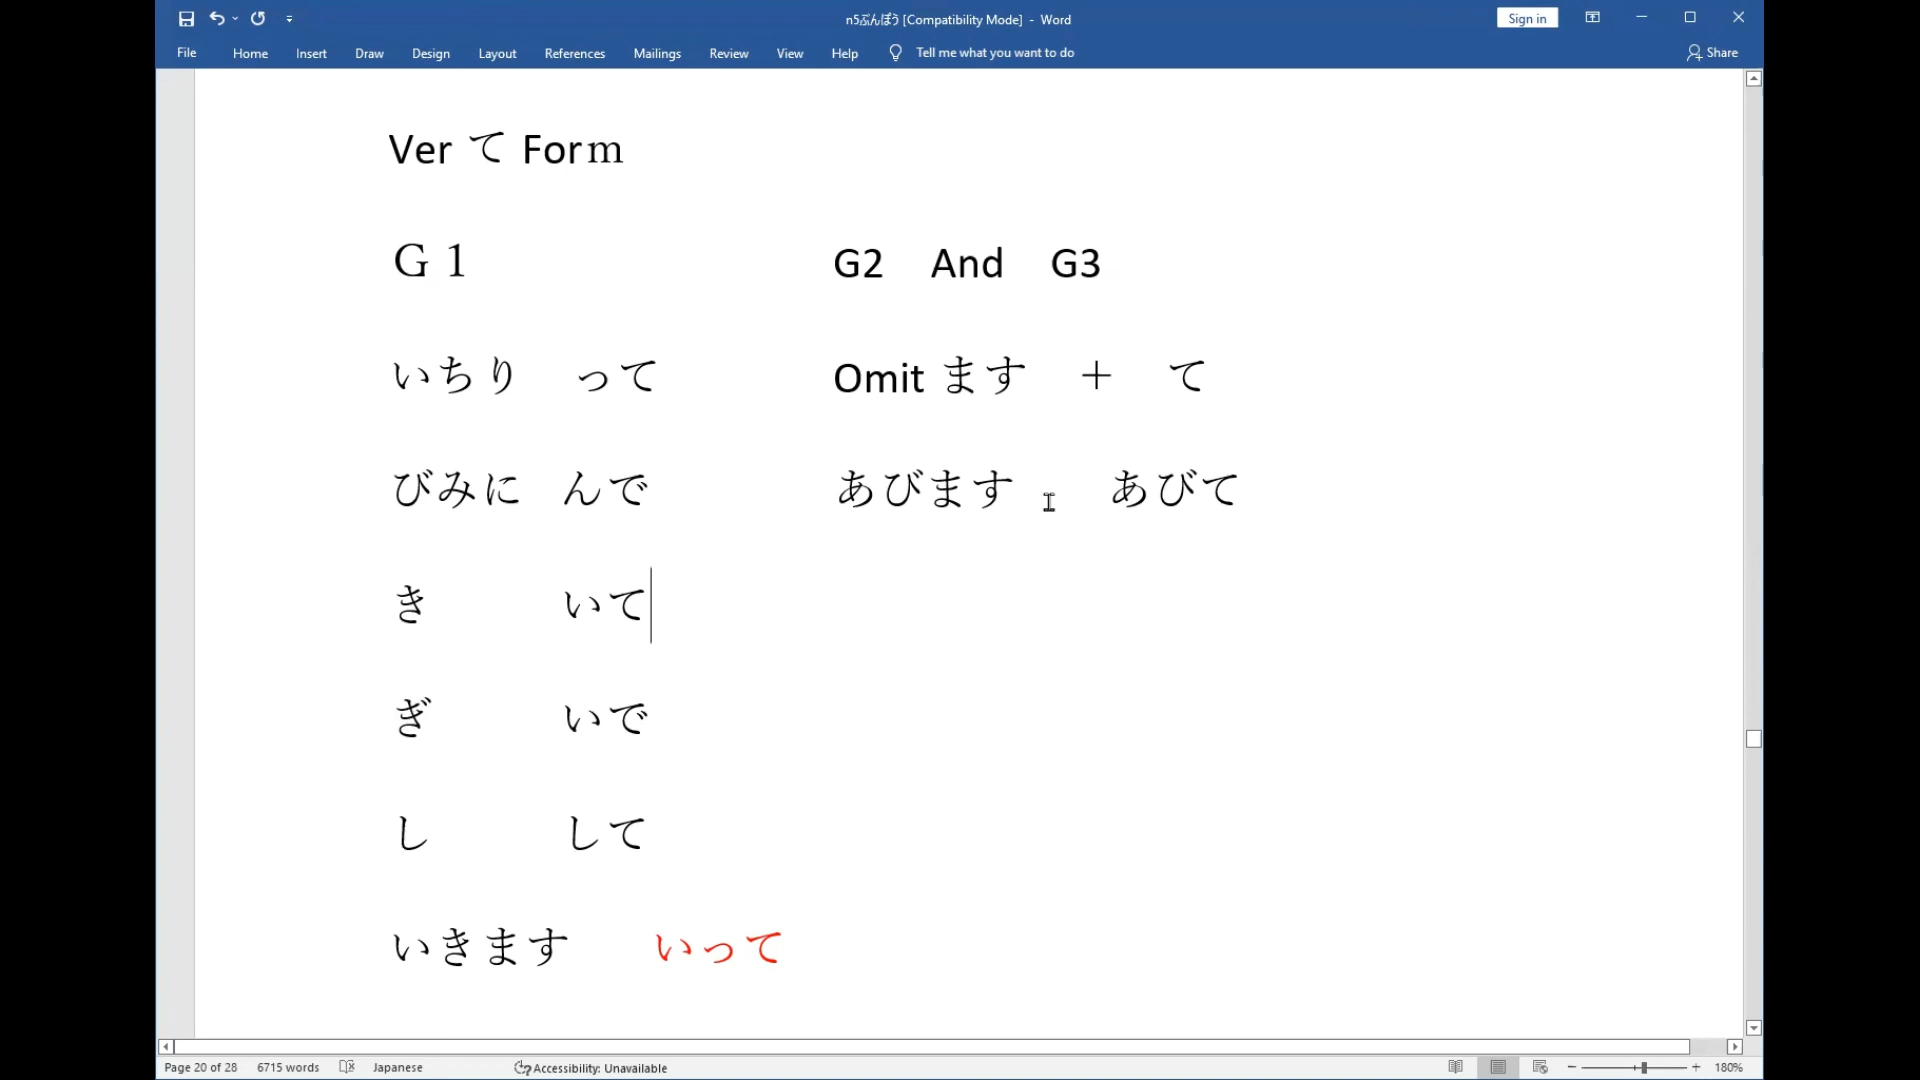 n5ぶんぽう [Compatibility Mode] - Word
Sign in
File Home Insert Draw Design Layout References Mailings Review View Help Tell me what you want to do Share
Ver て Forｍ
Ｇ１ G2 And G3
いちり って Omit ます ＋ て
びみに んで あびます あびて
き いて
ぎ いで
し して
いきます いって
Page 20 of 28 6715 words Japanese Accessibility: Unavailable 180%